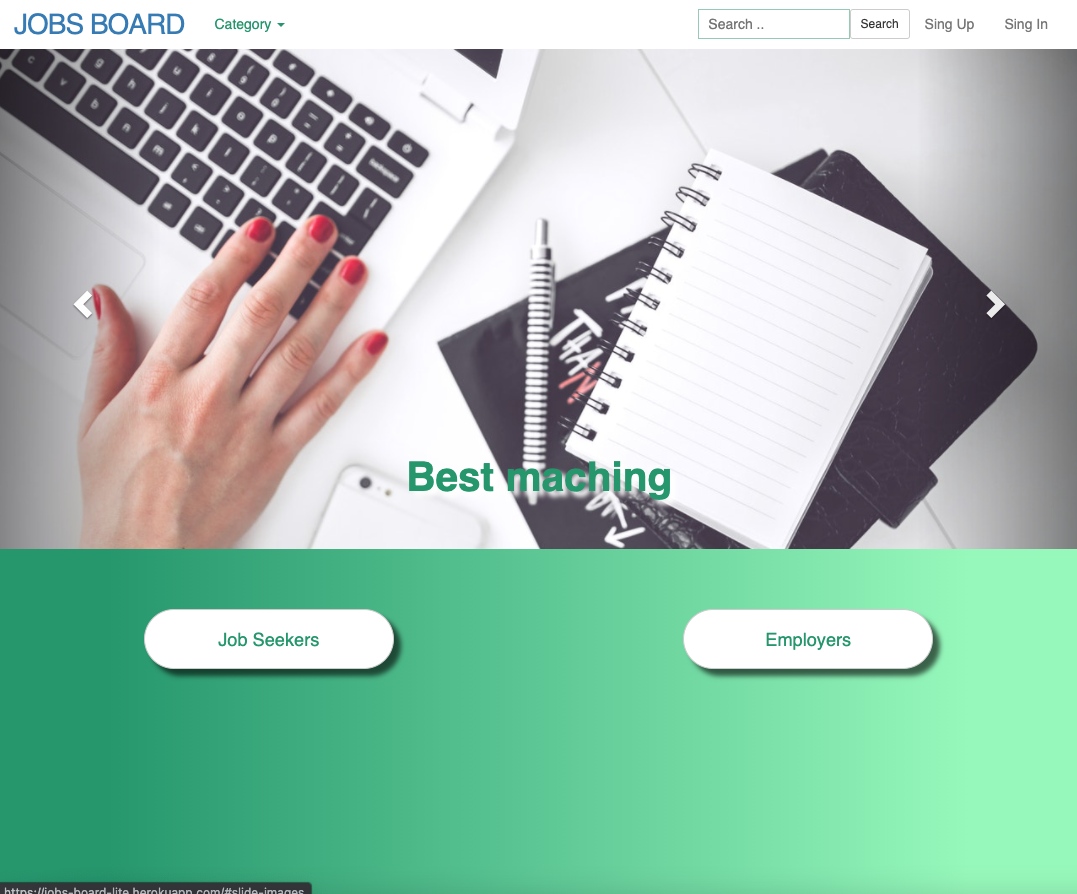 JOBS BOARD
Category
Search ..
Search
Sing Up
Sing In
THA
Best maching
Job Seekers
Employers
https://jobs-board-lite.herokuapp.com/#slide-images